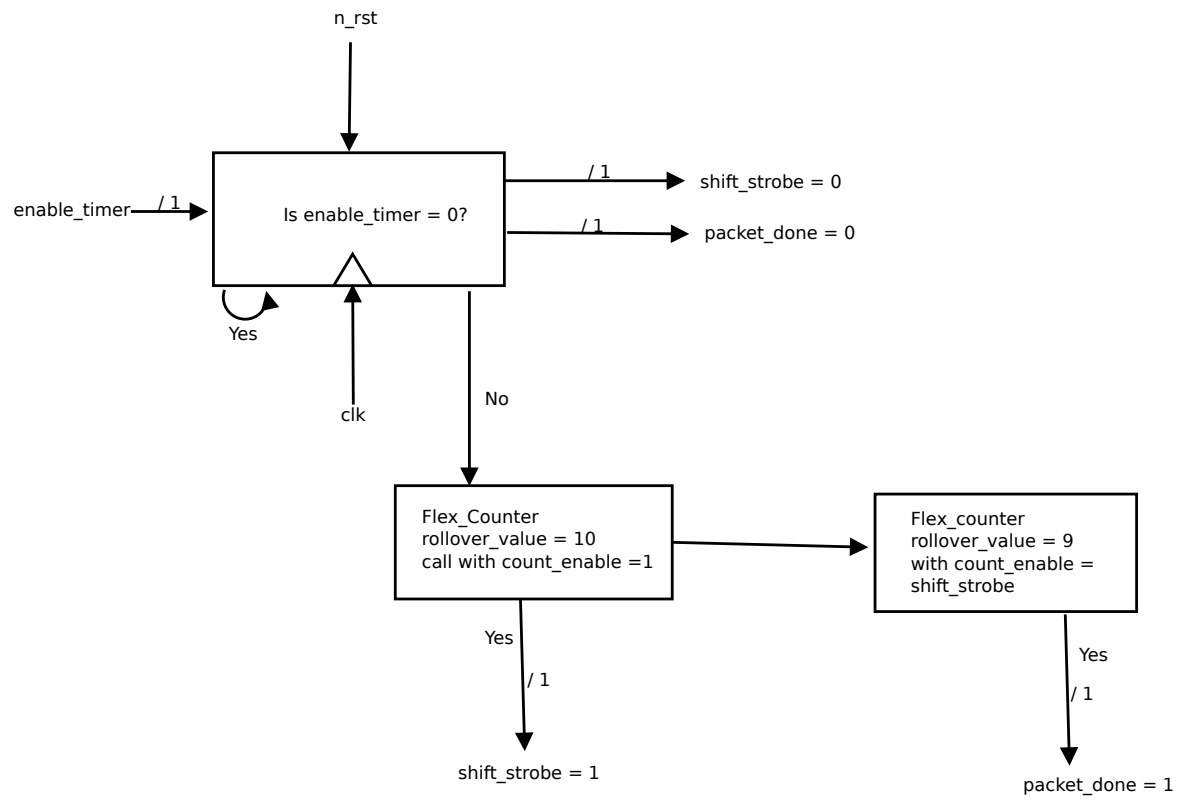 n_rst
enable_timer
/ 1
Is enable_timer = 0?
/ 1
shift_strobe = 0
/ 1
packet_done = 0
Yes
clk
No
Flex_Counter
rollover_value = 10
call with count_enable =1
Flex_counter
rollover_value = 9
with count_enable =
shift_strobe
Yes
/ 1
shift_strobe = 1
Yes
/ 1
packet_done = 1